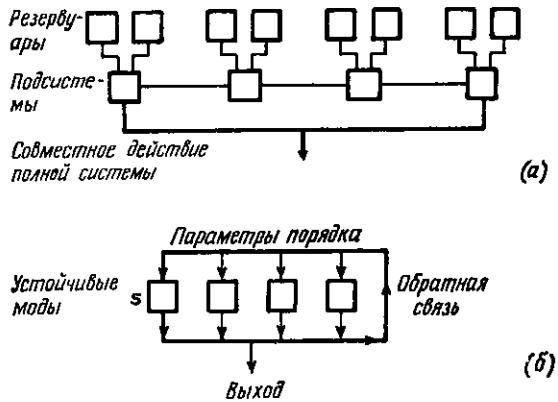 Резерву-
ары
Подсисте-
мы
Совместное действие
полной системы
(а)
Параметры порядка
Устойчивые
моды
s
Обратная
связь
(б)
Выход